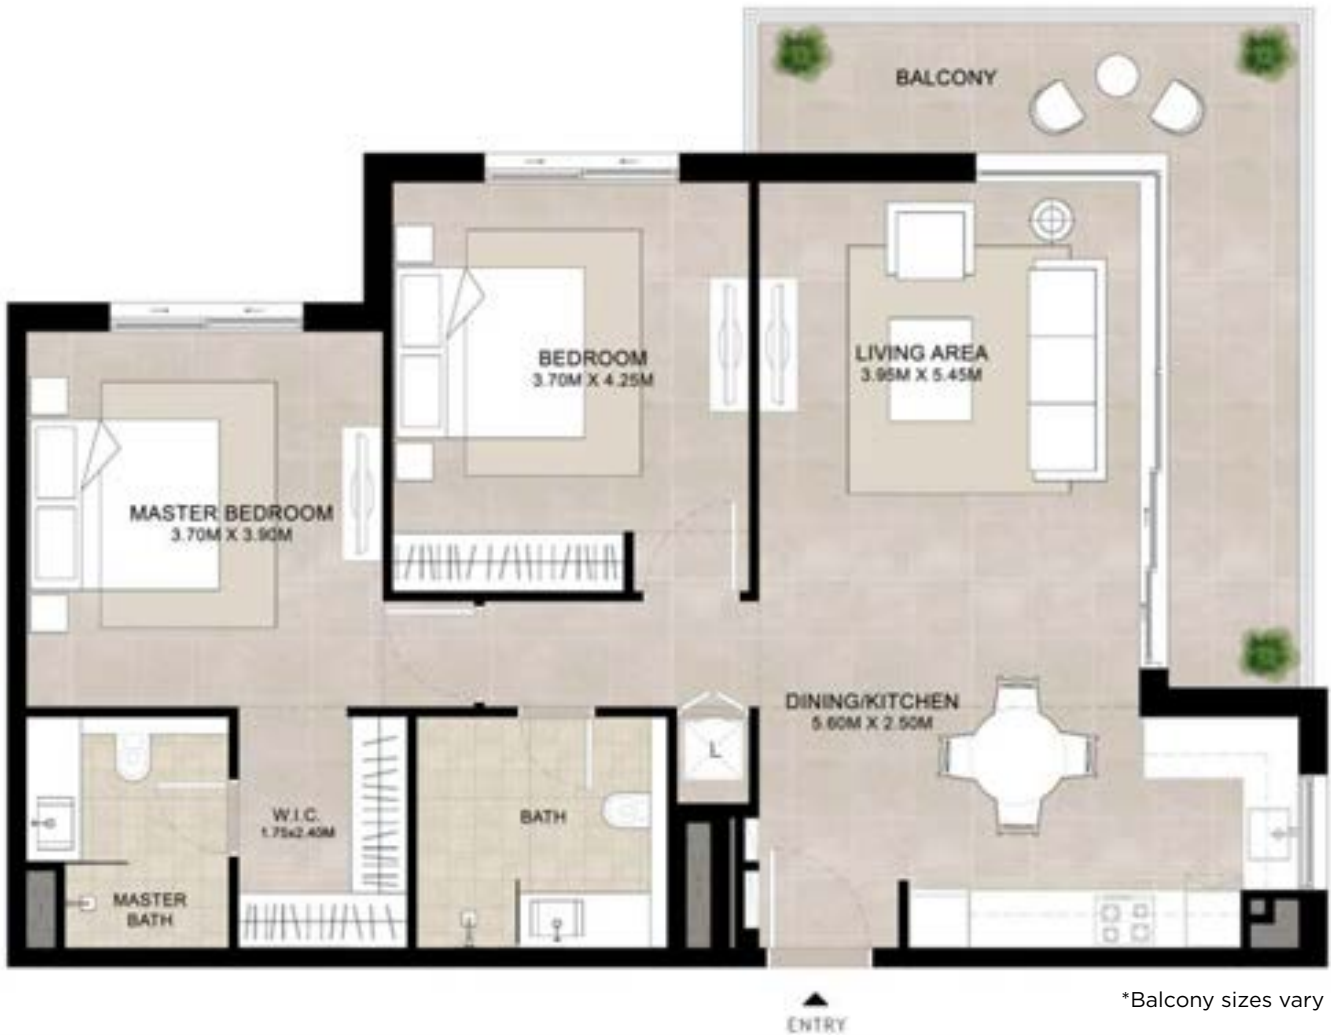 BALCONY
BEDROOM
3.70M X 4.25M
LIVING AREA
3.95M X 5.45M
MASTER BEDROOM
3.70M X 3.90M
DINING/KITCHEN
5.60M X 2.50M
L
W.I.C.
1.75x2.40M
BATH
MASTER
BATH
*Balcony sizes vary
ENTRY